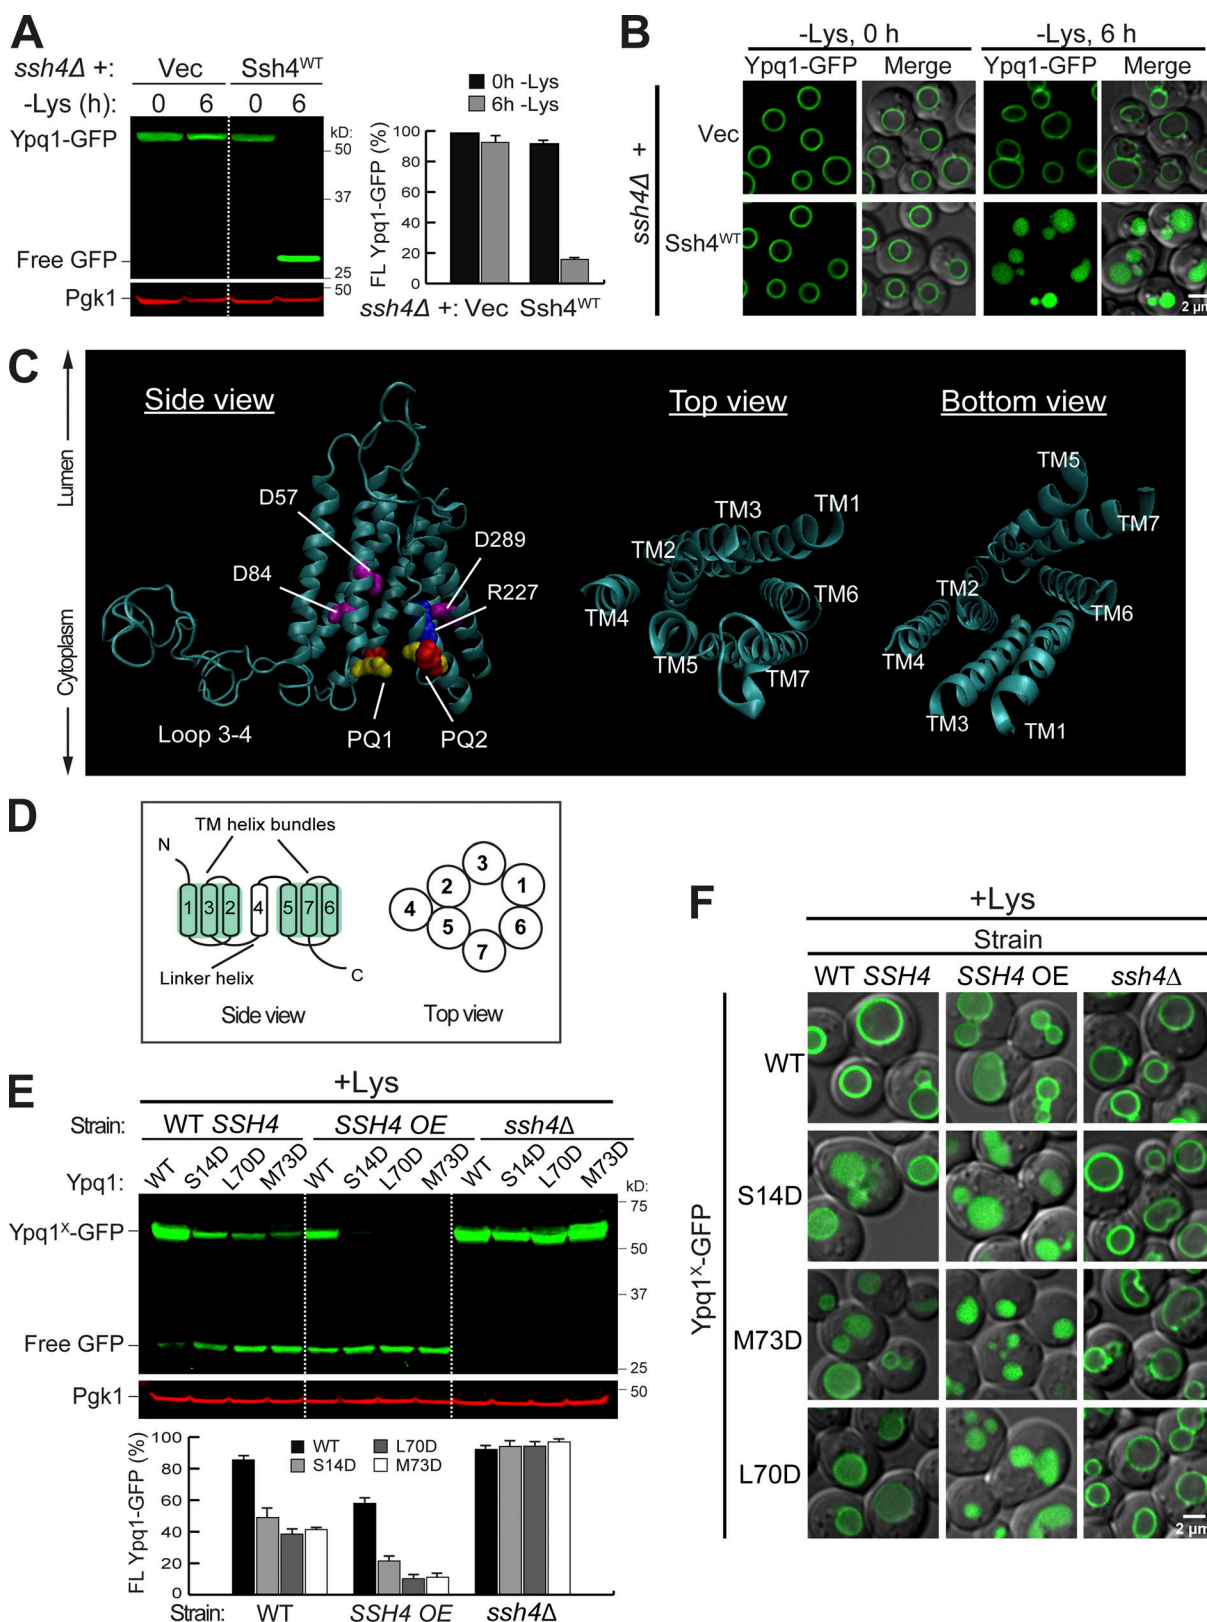 A
ssh4Δ +: Vec Ssh4WT
-Lys (h): 0 6 0 6
Ypq1-GFP
kD:
50
37
Free GFP
25
50
Pgk1
0h -Lys
6h -Lys
FL Ypq1-GFP (%)
100
80
60
40
20
0
ssh4Δ +: Vec Ssh4WT
B
-Lys, 0 h -Lys, 6 h
Ypq1-GFP Merge Ypq1-GFP Merge
ssh4Δ +
Vec
Ssh4WT
2 µm
C
Lumen
Cytoplasm
Side view
D57
D84
D289
R227
Loop 3-4
PQ1
PQ2
Top view
TM3
TM1
TM2
TM4
TM6
TM5
TM7
Bottom view
TM5
TM7
TM2
TM6
TM4
TM3
TM1
D
TM helix bundles
N
1 3 2 4 5 7 6
Linker helix
C
Side view
3
2 1
4
5 6
7
Top view
E
+Lys
Strain: WT SSH4 SSH4 OE ssh4Δ
Ypq1: WT S14D L70D M73D WT S14D L70D M73D WT S14D L70D M73D
kD:
75
Ypq1X-GFP
50
37
Free GFP
25
50
Pgk1
FL Ypq1-GFP (%)
100
80
60
40
20
0
WT L70D
S14D M73D
Strain: WT SSH4 OE ssh4Δ
F
+Lys
Strain
WT SSH4 SSH4 OE ssh4Δ
Ypq1X-GFP
WT
S14D
M73D
L70D
2 µm